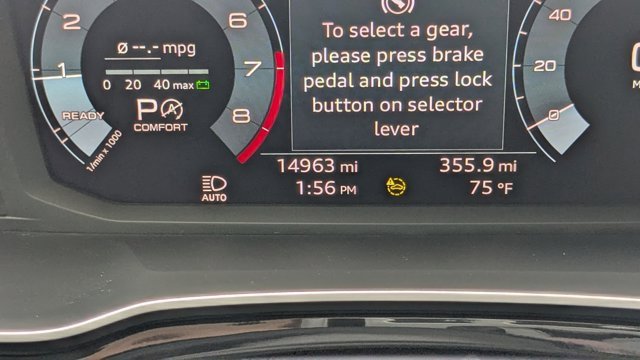 2
6
Ø --.- mpg
1
7
0 20 40 max
READY
P
COMFORT
8
1/min x 1000
To select a gear,
please press brake
pedal and press lock
button on selector
lever
40
20
0
14963 mi
355.9 mi
AUTO
1:56 PM
75 °F